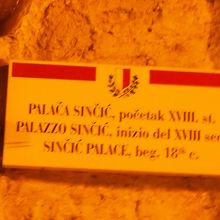 PALAČA SINČIĆ, početak XVIII. st.
PALAZZO SINČIĆ, inizio del XVIII sec
SINČIĆ PALACE, beg. 18th c.